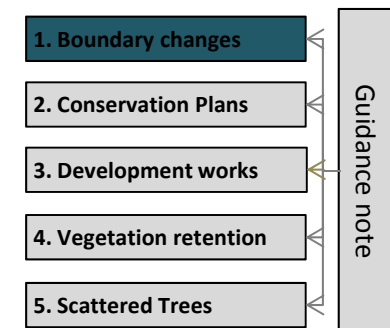 1. Boundary changes
2. Conservation Plans
3. Development works
4. Vegetation retention
5. Scattered Trees
Guidance note